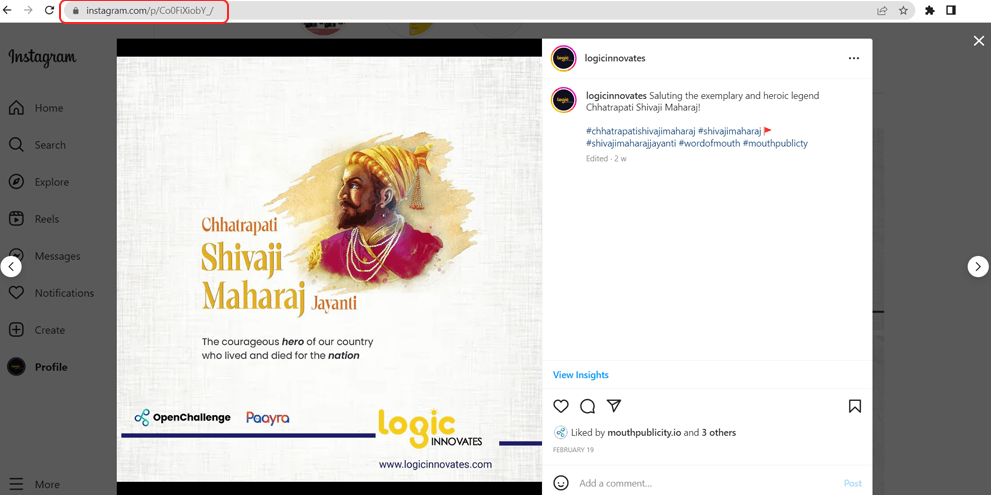 instagram.com/p/Co0FiXiobY_/
Instagram
Home
Search
Explore
Reels
Messages
Notifications
Create
Profile
More
Chhatrapati
Shivaji
Maharaj Jayanti
The courageous hero of our country
who lived and died for the nation
OpenChallenge Paayra
logic
INNOVATES
www.logicinnovates.com
logicinnovates
logicinnovates Saluting the exemplary and heroic legend
Chhatrapati Shivaji Maharaj!
#chhatrapatishivajimaharaj #shivajimaharaj🚩
#shivajimaharajjayanti #wordofmouth #mouthpublicty
Edited · 2 w
View Insights
Liked by mouthpublicity.io and 3 others
FEBRUARY 19
Add a comment...
Post